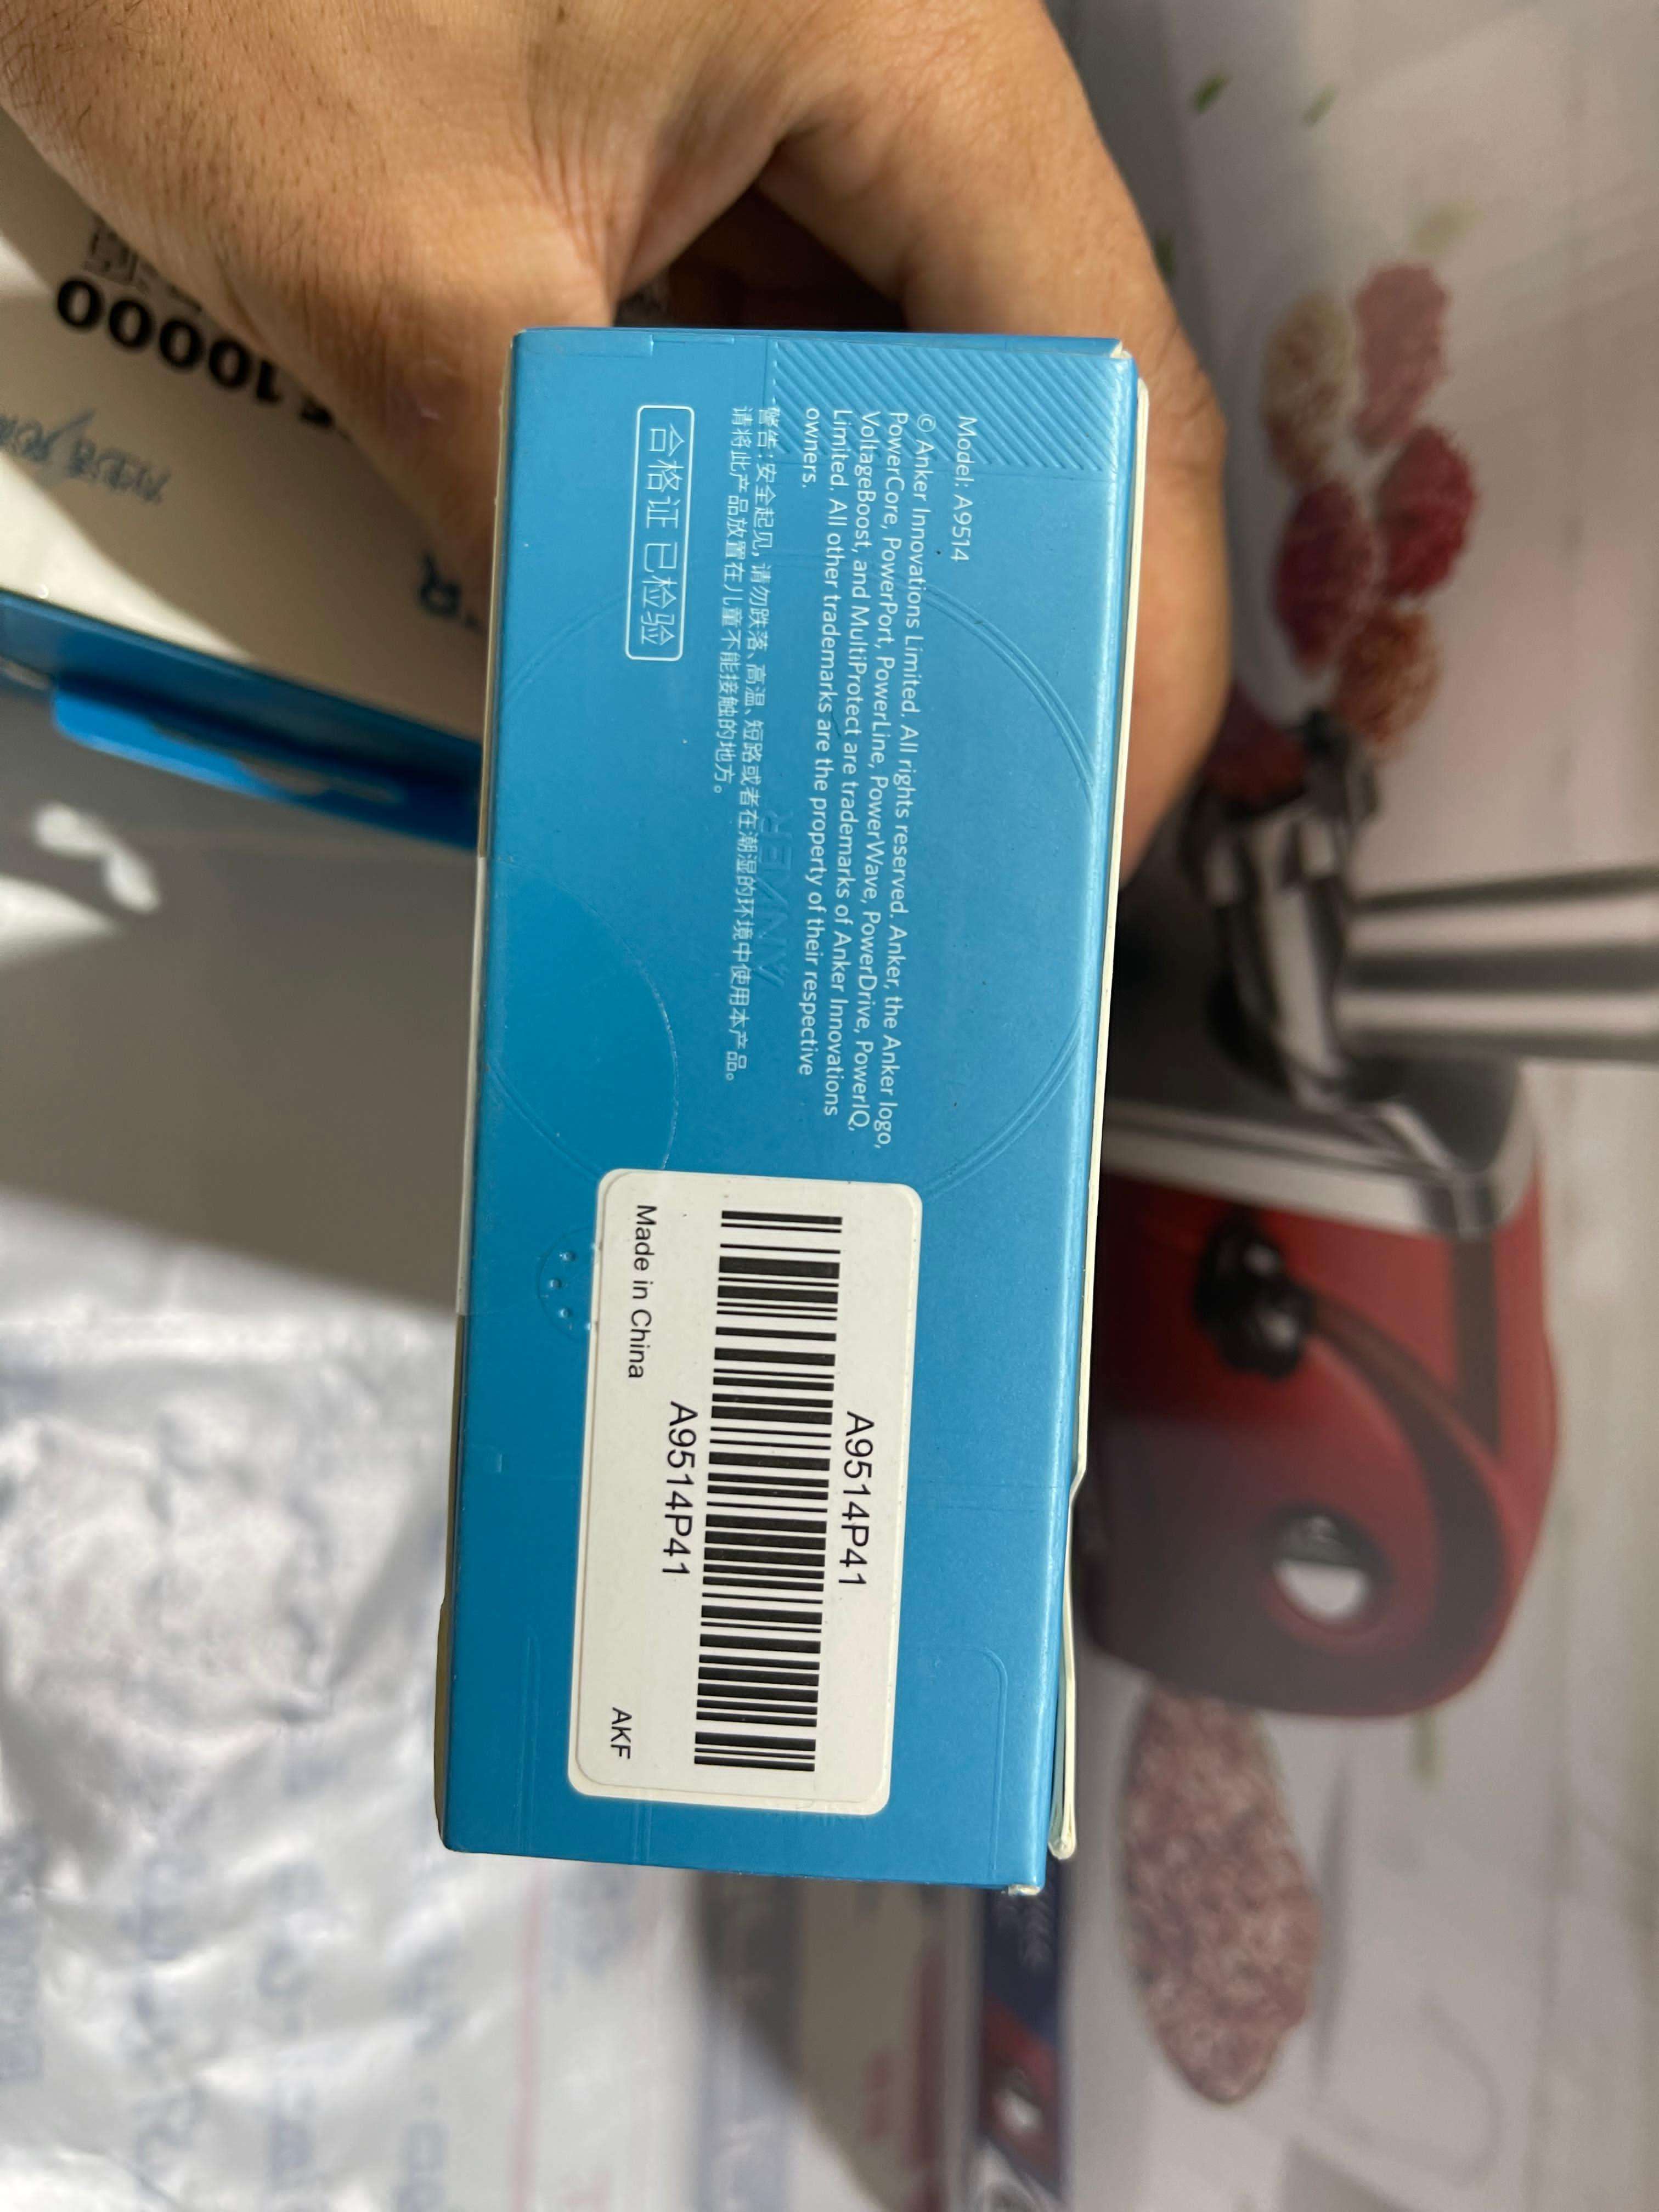 Model: A9514
© Anker Innovations Limited. All rights reserved. Anker, the Anker logo,
PowerCore, PowerPort, PowerLine, PowerWave, PowerDrive, PowerIQ,
VoltageBoost, and MultiProtect are trademarks of Anker Innovations
Limited. All other trademarks are the property of their respective
owners.
警告:安全起见,请勿跌落、高温、短路或者在潮湿的环境中使用本产品。
请将此产品放置在儿童不能接触的地方。
合格证 已检验
A9514P41
A9514P41
Made in China
AKF
10000